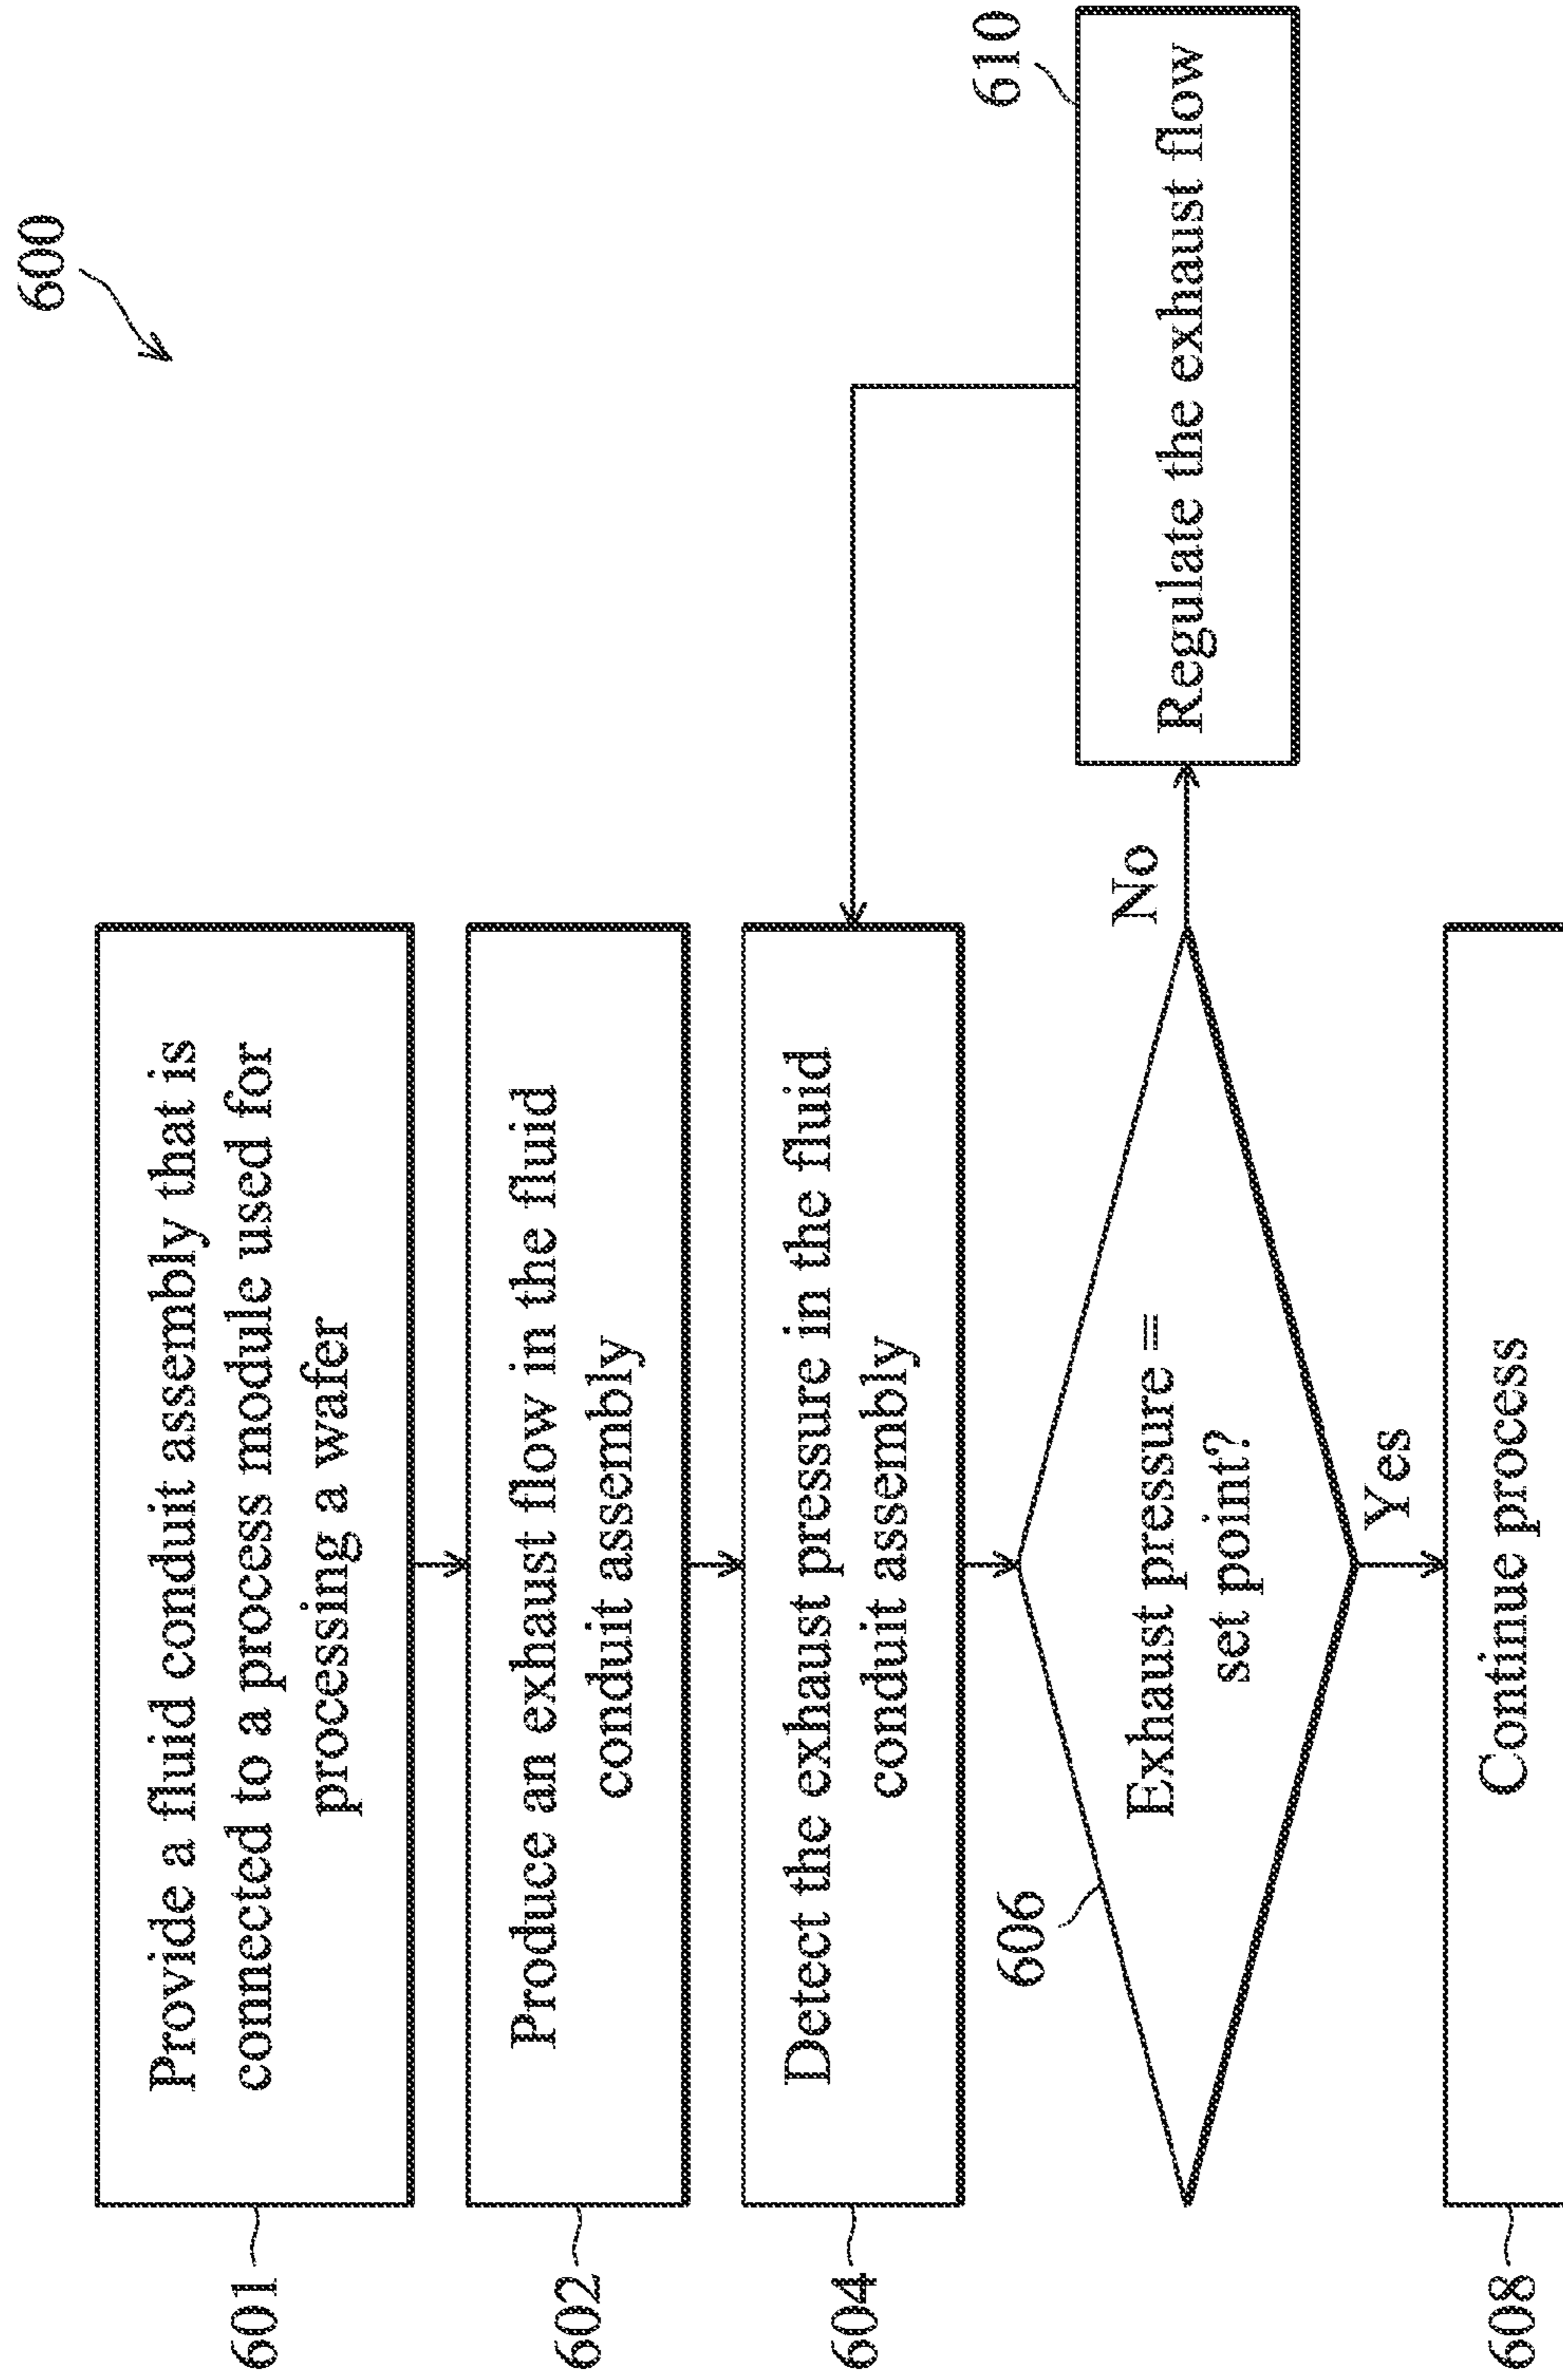 600
601
Provide a fluid conduit assembly that is
connected to a process module used for
processing a wafer
602
Produce an exhaust flow in the fluid
conduit assembly
604
Detect the exhaust pressure in the fluid
conduit assembly
606
Exhaust pressure =
set point?
No
610
Regulate the exhaust flow
Yes
608
Continue process